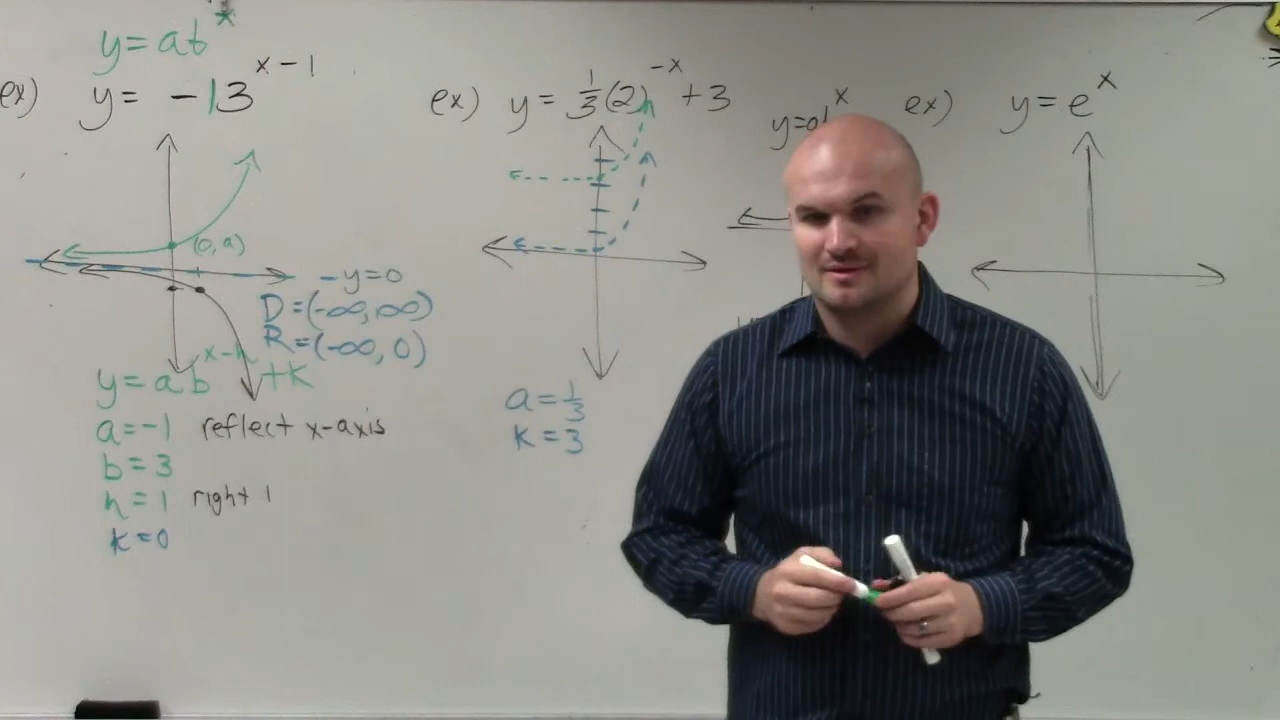 y = ab^x
ex) y = -1 3^(x-1)
(0, a)
y=0
D = (-∞, ∞)
R = (-∞, 0)
y = a b^(x-h) + k
a = -1 reflect x-axis
b = 3
h = 1 right 1
k = 0
ex) y = 1/3 (2)^(-x) + 3
a = 1/3
k = 3
ex) y = e^x